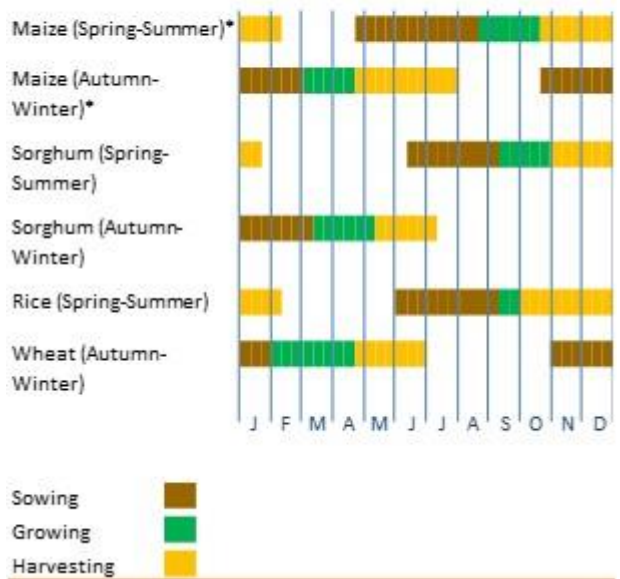 Maize (Spring-Summer)*
Maize (Autumn-
Winter)*
Sorghum (Spring-
Summer)
Sorghum (Autumn-
Winter)
Rice (Spring-Summer)
Wheat (Autumn-
Winter)
J F M A M J J A S O N D
Sowing
Growing
Harvesting